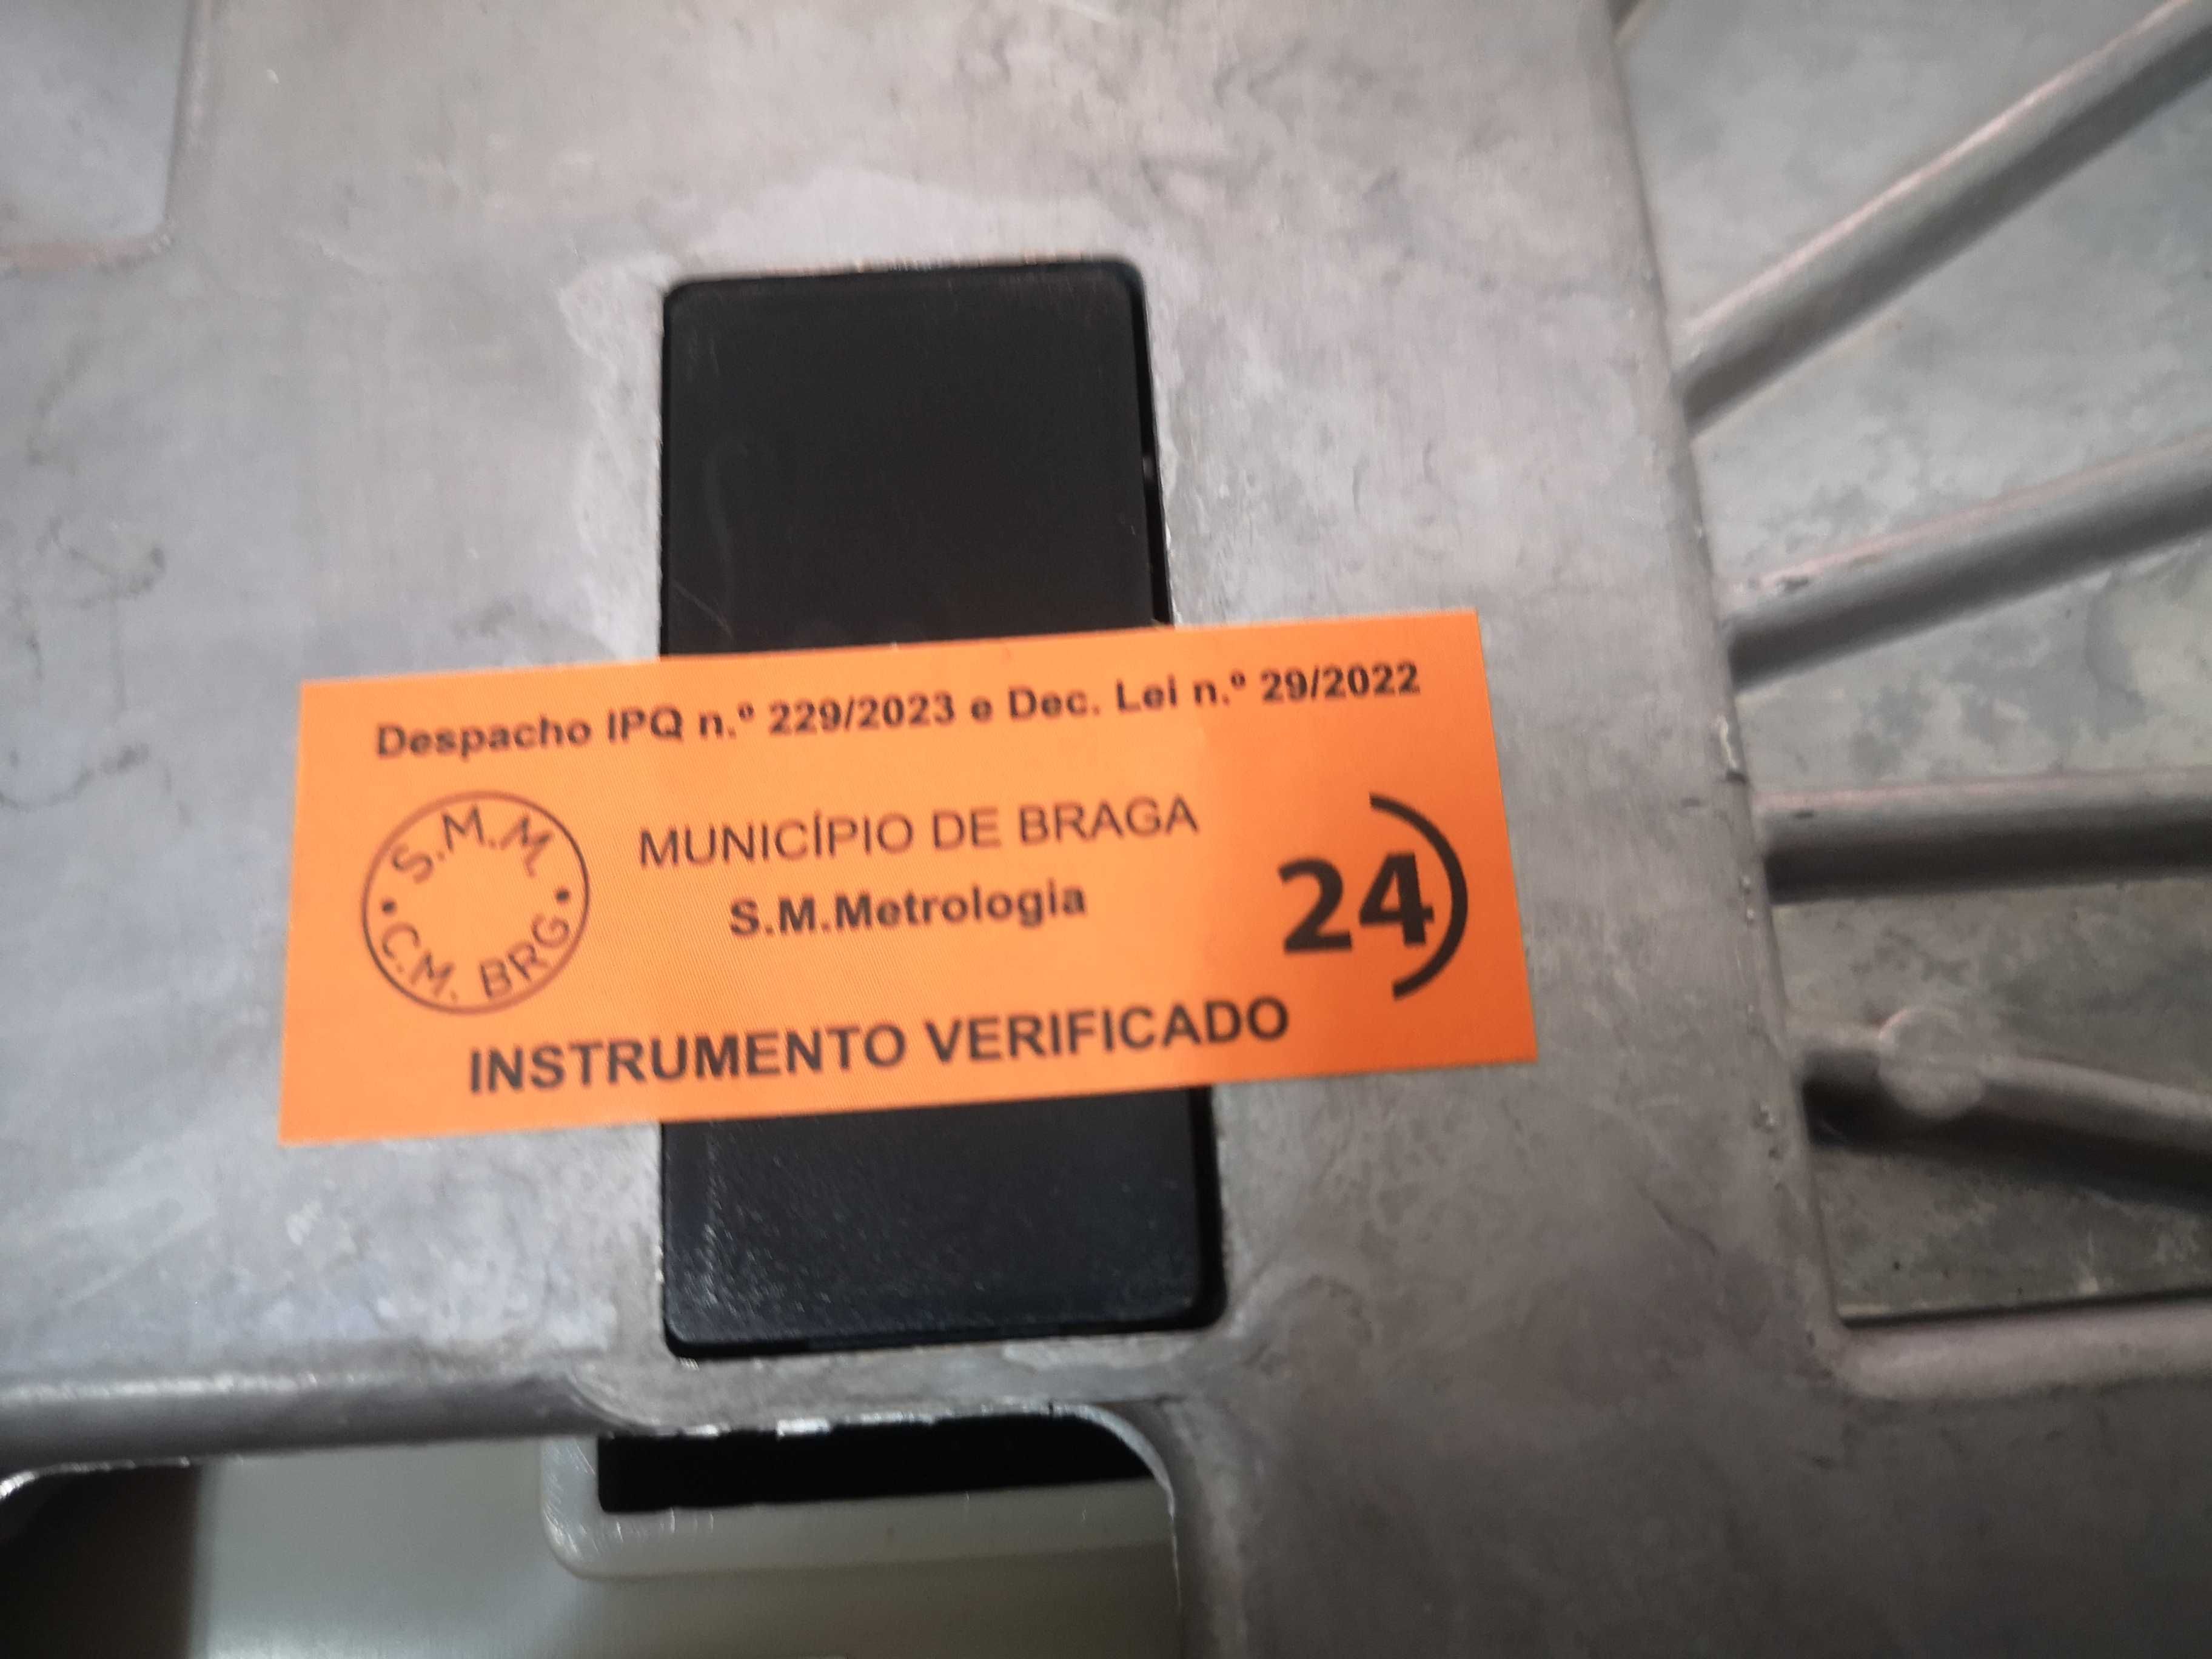 Despacho IPQ n.º 229/2023 e Dec. Lei n.º 29/2022
S.M.M.
C.M. BRG
MUNICÍPIO DE BRAGA
S.M.Metrologia
24
INSTRUMENTO VERIFICADO